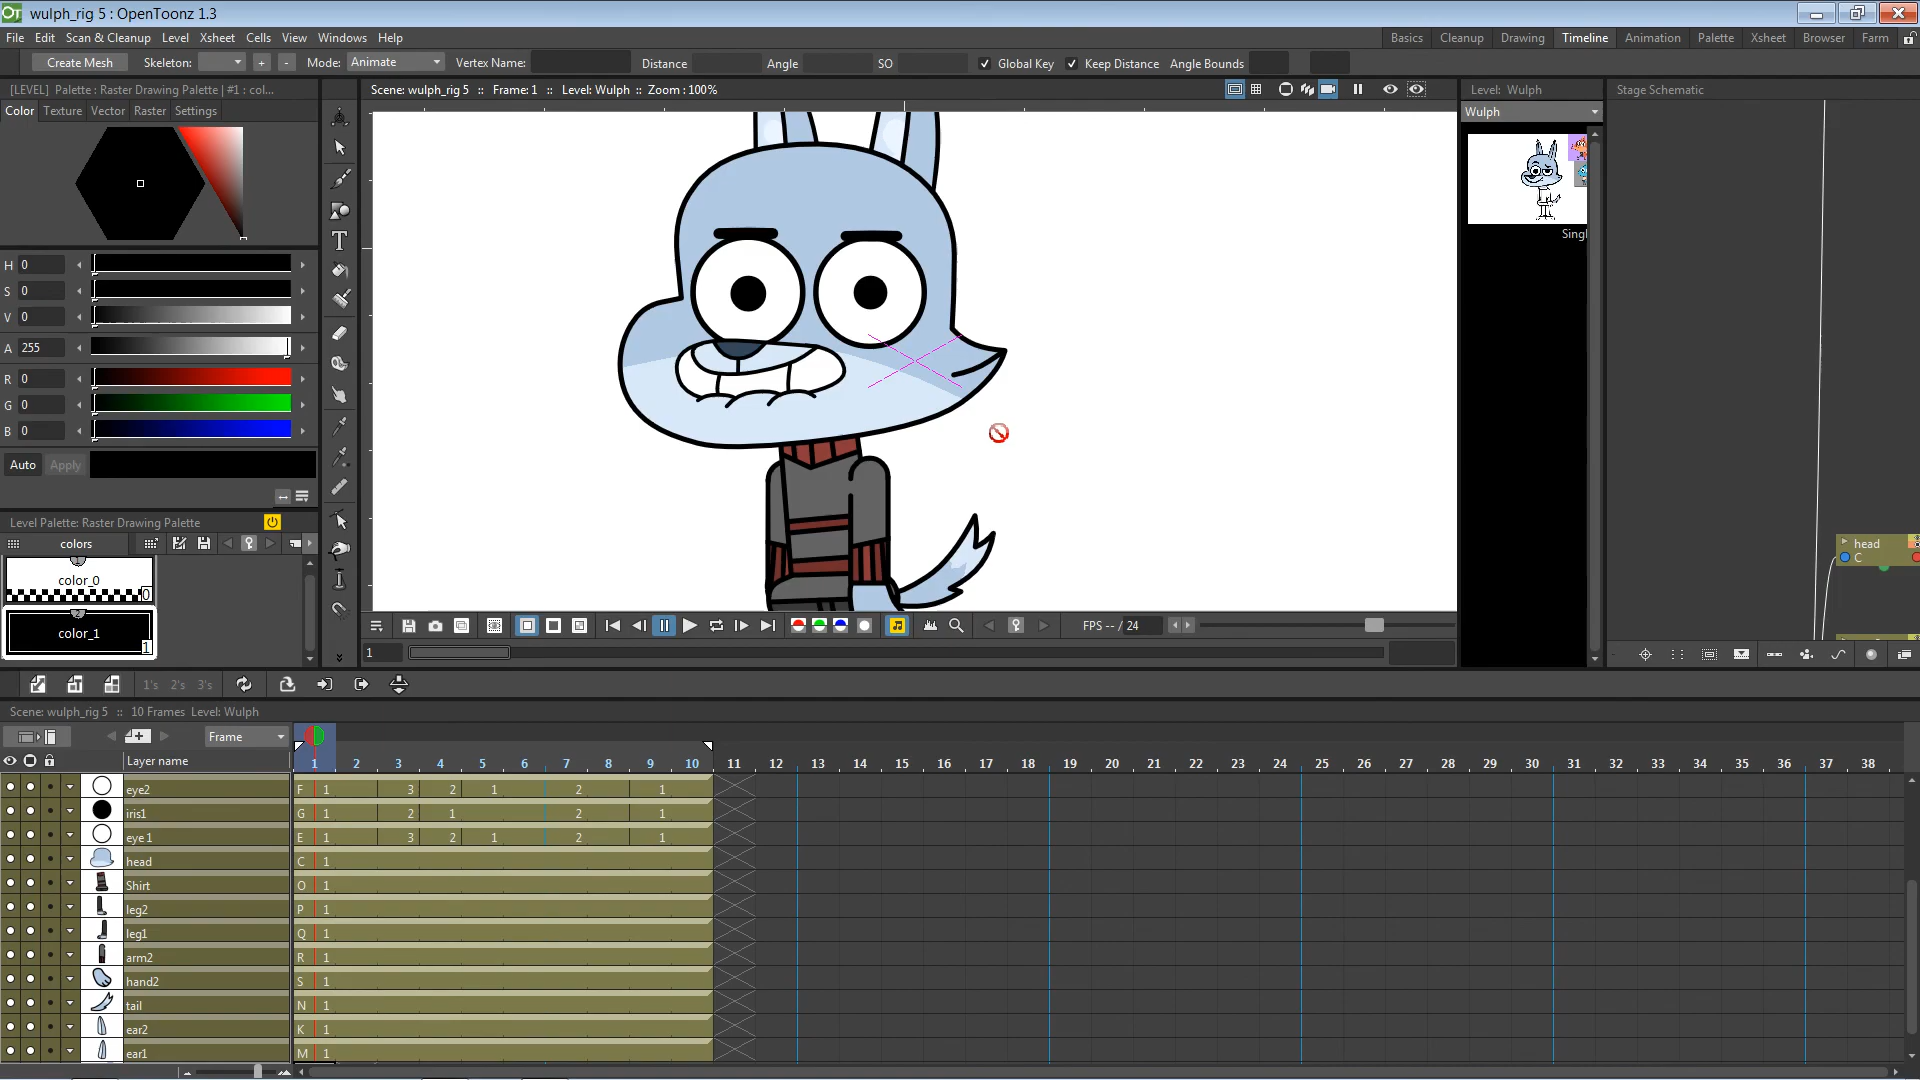 wulph_rig 5 : OpenToonz 1.3
File Edit Scan & Cleanup Level Xsheet Cells View Windows Help
Basics Cleanup Drawing Timeline Animation Palette Xsheet Browser Farm
Create Mesh Skeleton: + - Mode: Animate Vertex Name: Distance Angle SO Global Key Keep Distance Angle Bounds
[LEVEL] Palette : Raster Drawing Palette | #1 : col...
Scene: wulph_rig 5 :: Frame: 1 :: Level: Wulph :: Zoom : 100%
Level: Wulph
Stage Schematic
Color Texture Vector Raster Settings
Wulph
Singl
H 0
S 0
V 0
A 255
R 0
G 0
B 0
Auto Apply
Level Palette: Raster Drawing Palette
colors
color_0
0
color_1
1
head
C
FPS -- / 24
1
1's 2's 3's
Scene: wulph_rig 5 :: 10 Frames Level: Wulph
Frame
Layer name
1 2 3 4 5 6 7 8 9 10 11 12 13 14 15 16 17 18 19 20 21 22 23 24 25 26 27 28 29 30 31 32 33 34 35 36 37 38
eye2 F 1 3 2 1 2 1
iris1 G 1 2 1 2 1
eye 1 E 1 3 2 1 2 1
head C 1
Shirt O 1
leg2 P 1
leg1 Q 1
arm2 R 1
hand2 S 1
tail N 1
ear2 K 1
ear1 M 1